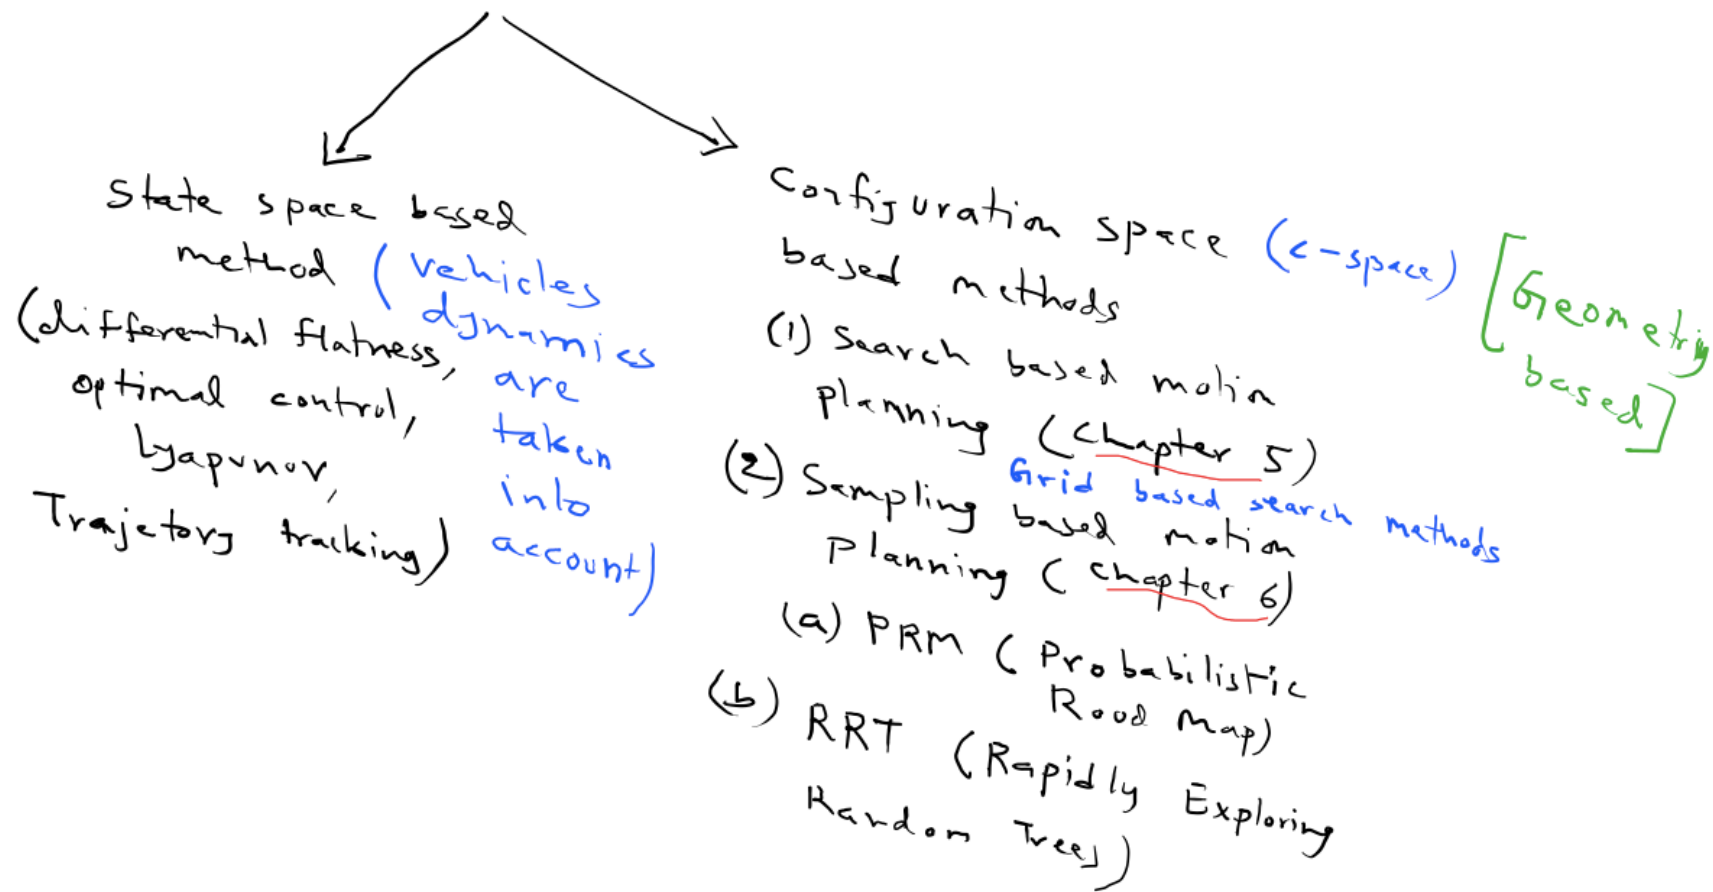 State space based
method (vehicles
dynamics
are
taken
into
account)
(differential flatness,
optimal control,
Lyapunov,
Trajetory tracking)
Configuration space (c-space) [Geometriy
based]
based methods
(1) Search based motin
planning (Chapter 5)
Grid based search methods
(2) Sampling based motion
planning (Chapter 6)
(a) PRM (Probabilistic
Road Map)
(b) RRT (Rapidly Exploring
Random Trees)